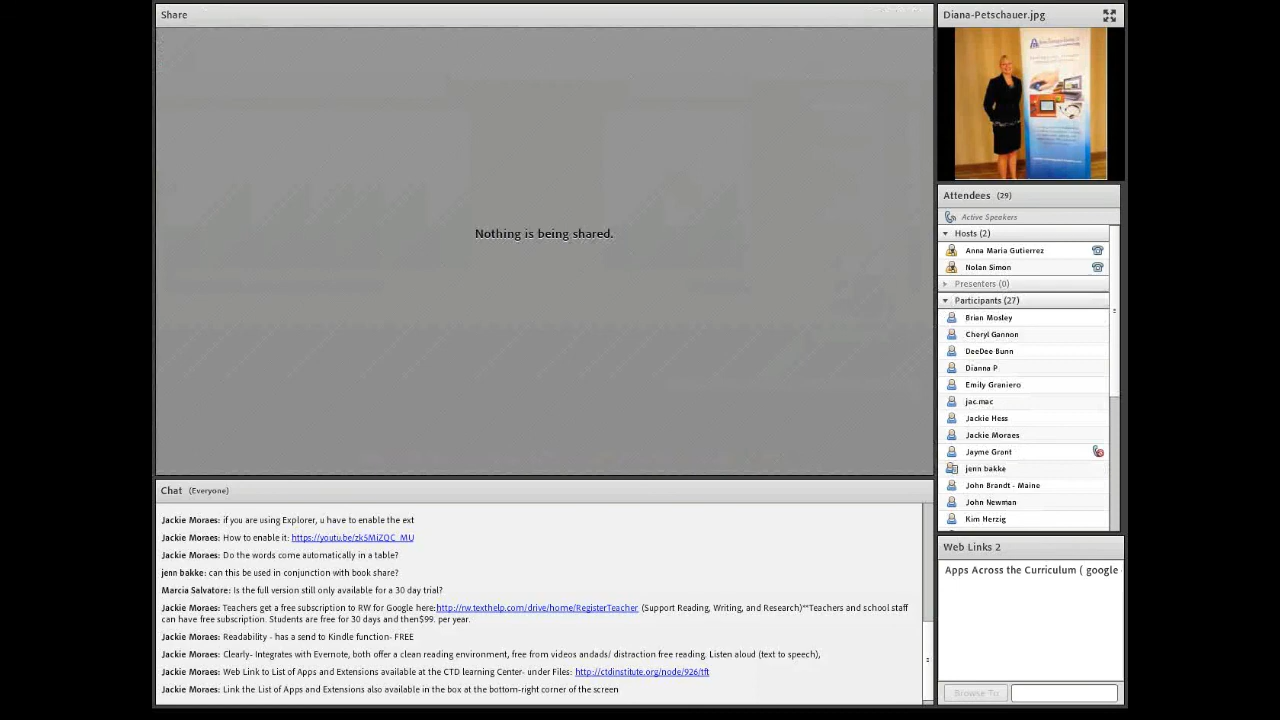 Share
Nothing is being shared.
Chat (Everyone)
Jackie Moraes: if you are using Explorer, u have to enable the ext
Jackie Moraes: How to enable it: https://youtu.be/zk5MiZQC_MU
Jackie Moraes: Do the words come automatically in a table?
jenn bakke: can this be used in conjunction with book share?
Marcia Salvatore: Is the full version still only available for a 30 day trial?
Jackie Moraes: Teachers get a free subscription to RW for Google here:http://rw.texthelp.com/drive/home/RegisterTeacher (Support Reading, Writing, and Research)**Teachers and school staff
can have free subscription. Students are free for 30 days and then$99. per year.
Jackie Moraes: Readability - has a send to Kindle function- FREE
Jackie Moraes: Clearly- Integrates with Evernote, both offer a clean reading environment, free from videos andads/ distraction free reading. Listen aloud (text to speech),
Jackie Moraes: Web Link to List of Apps and Extensions available at the CTD learning Center- under Files: http://ctdinstitute.org/node/926/tft
Jackie Moraes: Link the List of Apps and Extensions also available in the box at the bottom-right corner of the screen
Diana-Petschauer.jpg
Attendees (29)
Active Speakers
Hosts (2)
Anna Maria Gutierrez
Nolan Simon
Presenters (0)
Participants (27)
Brian Mosley
Cheryl Gannon
DeeDee Bunn
Dianna P
Emily Graniero
jac.mac
Jackie Hess
Jackie Moraes
Jayme Grant
jenn bakke
John Brandt - Maine
John Newman
Kim Herzig
Web Links 2
Apps Across the Curriculum ( google
Browse To